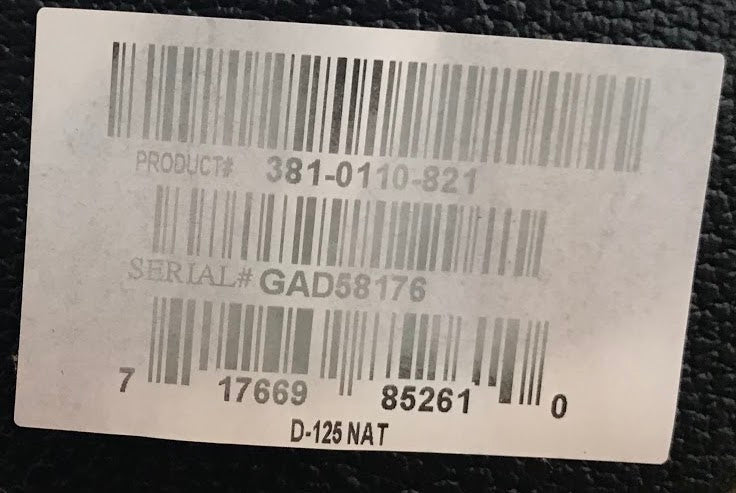 PRODUCT# 381-0110-821
SERIAL# GAD58176
7 17669 85261 0
D-125 NAT